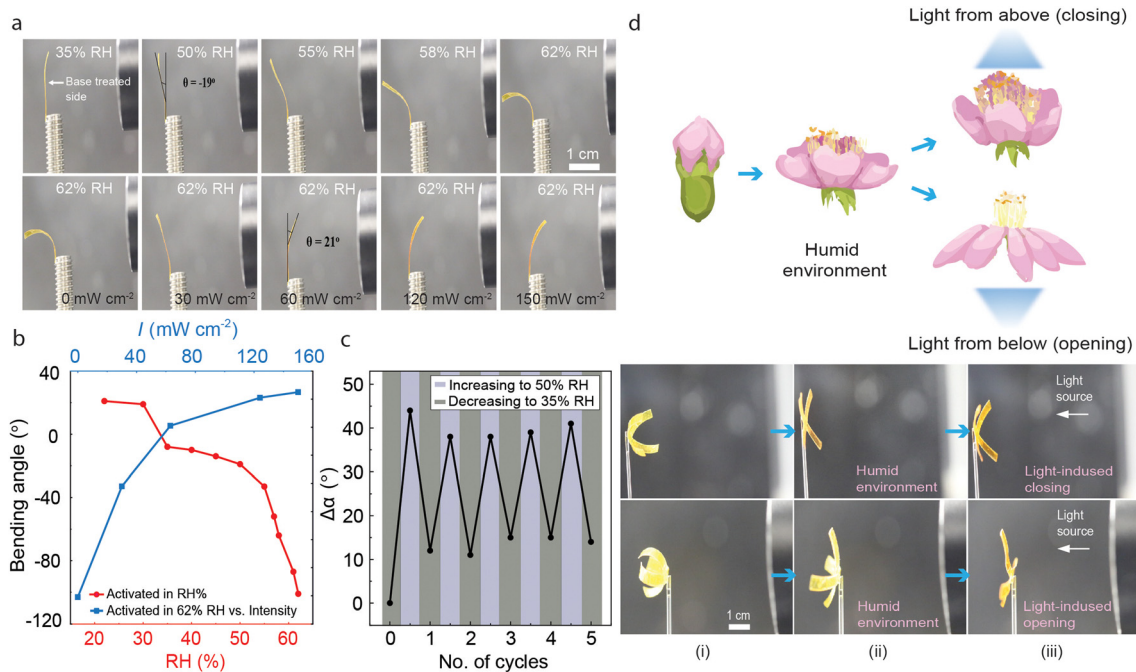 a
35% RH
50% RH
55% RH
58% RH
62% RH
Base treated
side
θ = -19°
1 cm
62% RH
62% RH
62% RH
62% RH
62% RH
θ = 21°
0 mW cm⁻²
30 mW cm⁻²
60 mW cm⁻²
120 mW cm⁻²
150 mW cm⁻²
b
I (mW cm⁻²)
0 40 80 120 160
Bending angle (°)
40
0
-40
-80
-120
Activated in RH%
Activated in 62% RH vs. Intensity
20 30 40 50 60
RH (%)
c
Δα (°)
50
40
30
20
10
0
Increasing to 50% RH
Decreasing to 35% RH
0 1 2 3 4 5
No. of cycles
d
Light from above (closing)
Humid
environment
Light from below (opening)
Humid
environment
Light
source
Light-indused
closing
1 cm
Humid
environment
Light
source
Light-indused
opening
(i)
(ii)
(iii)